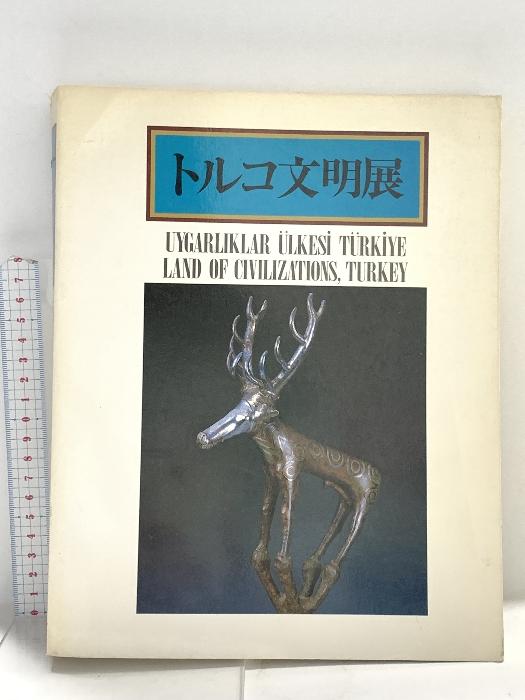 トルコ文明展
UYGARLIKLAR ÜLKESİ TÜRKİYE
LAND OF CIVILIZATIONS, TURKEY